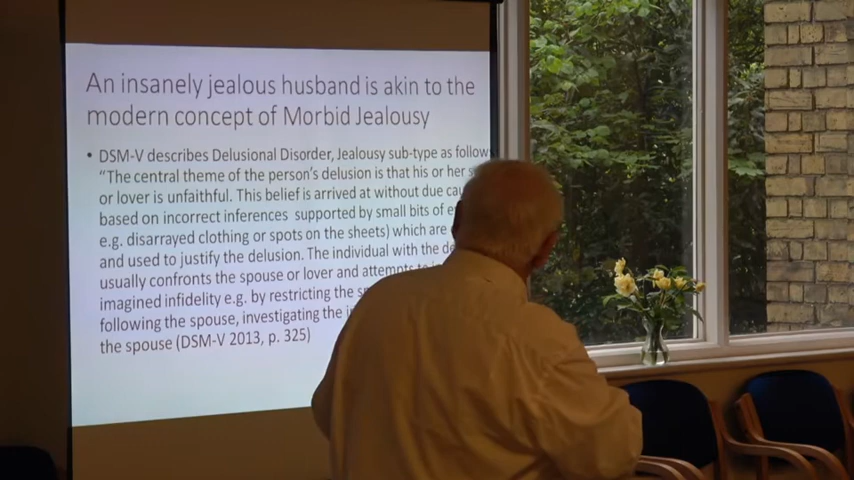 An insanely jealous husband is akin to the
modern concept of Morbid Jealousy
• DSM-V describes Delusional Disorder, Jealousy sub-type as follows
"The central theme of the person's delusion is that his or her
or lover is unfaithful. This belief is arrived at without due
based on incorrect inferences supported by small bits of
e.g. disarrayed clothing or spots on the sheets) which are
and used to justify the delusion. The individual with the
usually confronts the spouse or lover and attempts to
imagined infidelity e.g. by restricting the
following the spouse, investigating the
the spouse (DSM-V 2013, p. 325)